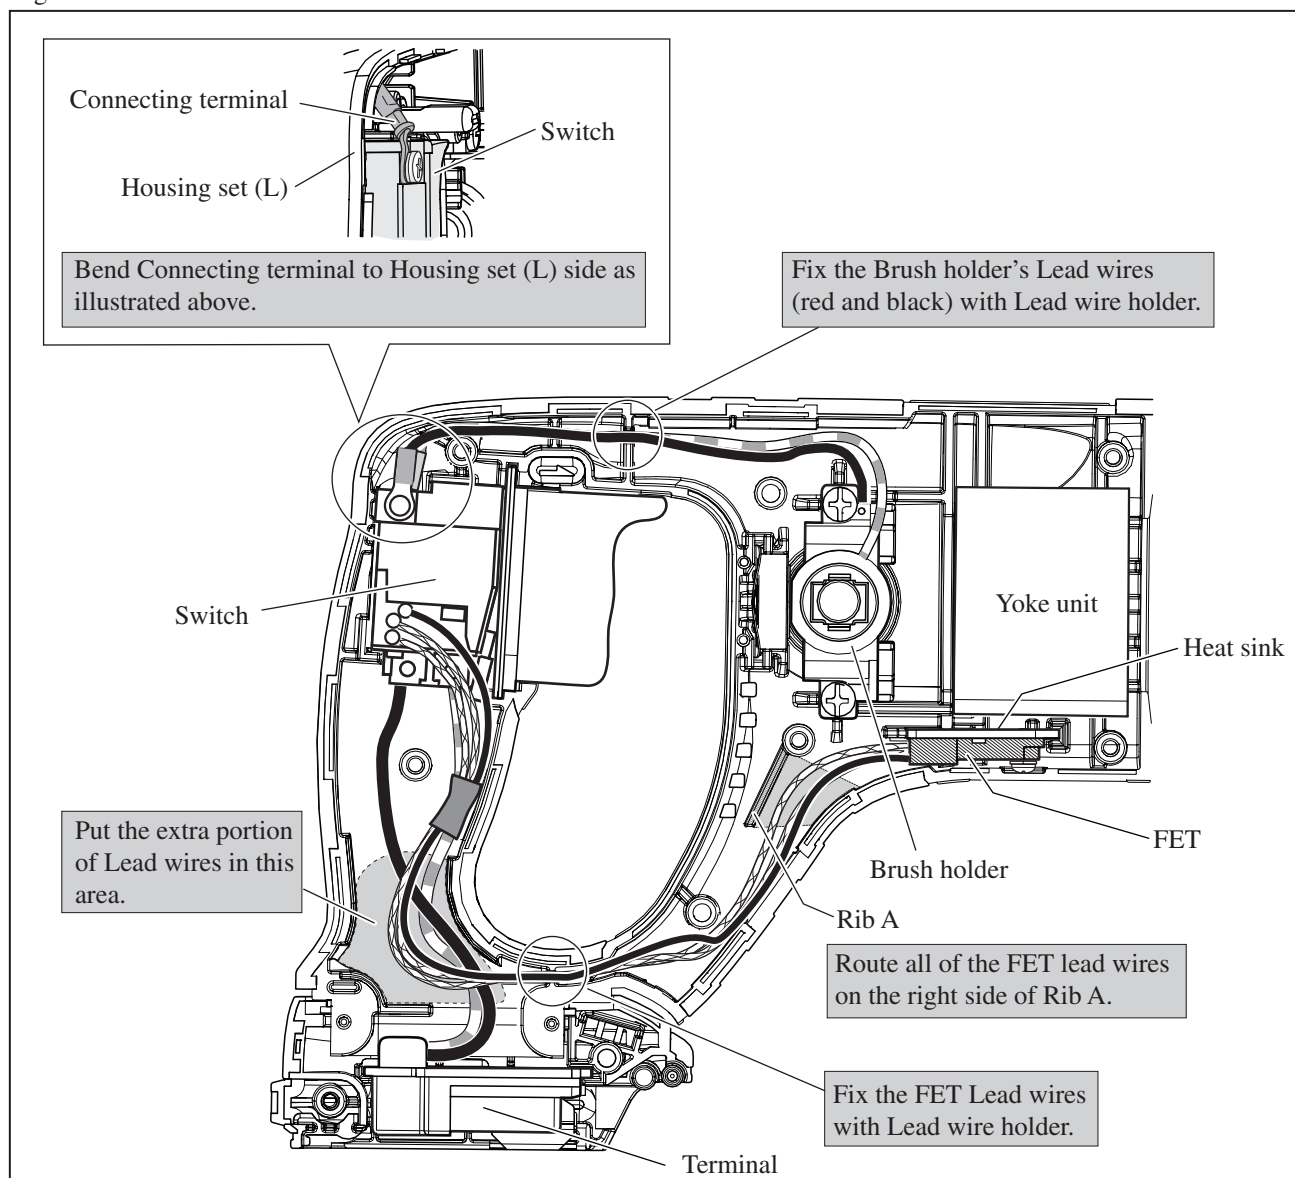 Connecting terminal
Switch
Housing set (L)
Bend Connecting terminal to Housing set (L) side as
illustrated above.
Fix the Brush holder's Lead wires
(red and black) with Lead wire holder.
Switch
Yoke unit
Heat sink
Put the extra portion
of Lead wires in this
area.
FET
Brush holder
Rib A
Route all of the FET lead wires
on the right side of Rib A.
Fix the FET Lead wires
with Lead wire holder.
Terminal